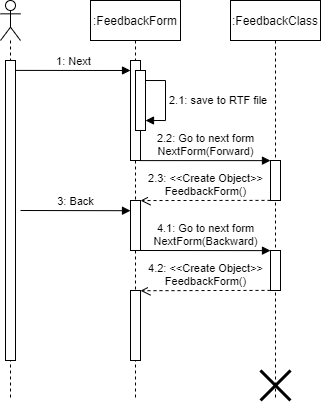 :FeedbackForm
:FeedbackClass
1: Next
2.1: save to RTF file
2.2: Go to next form
NextForm(Forward)
2.3: <<Create Object>>
FeedbackForm()
3: Back
4.1: Go to next form
NextForm(Backward)
4.2: <<Create Object>>
FeedbackForm()